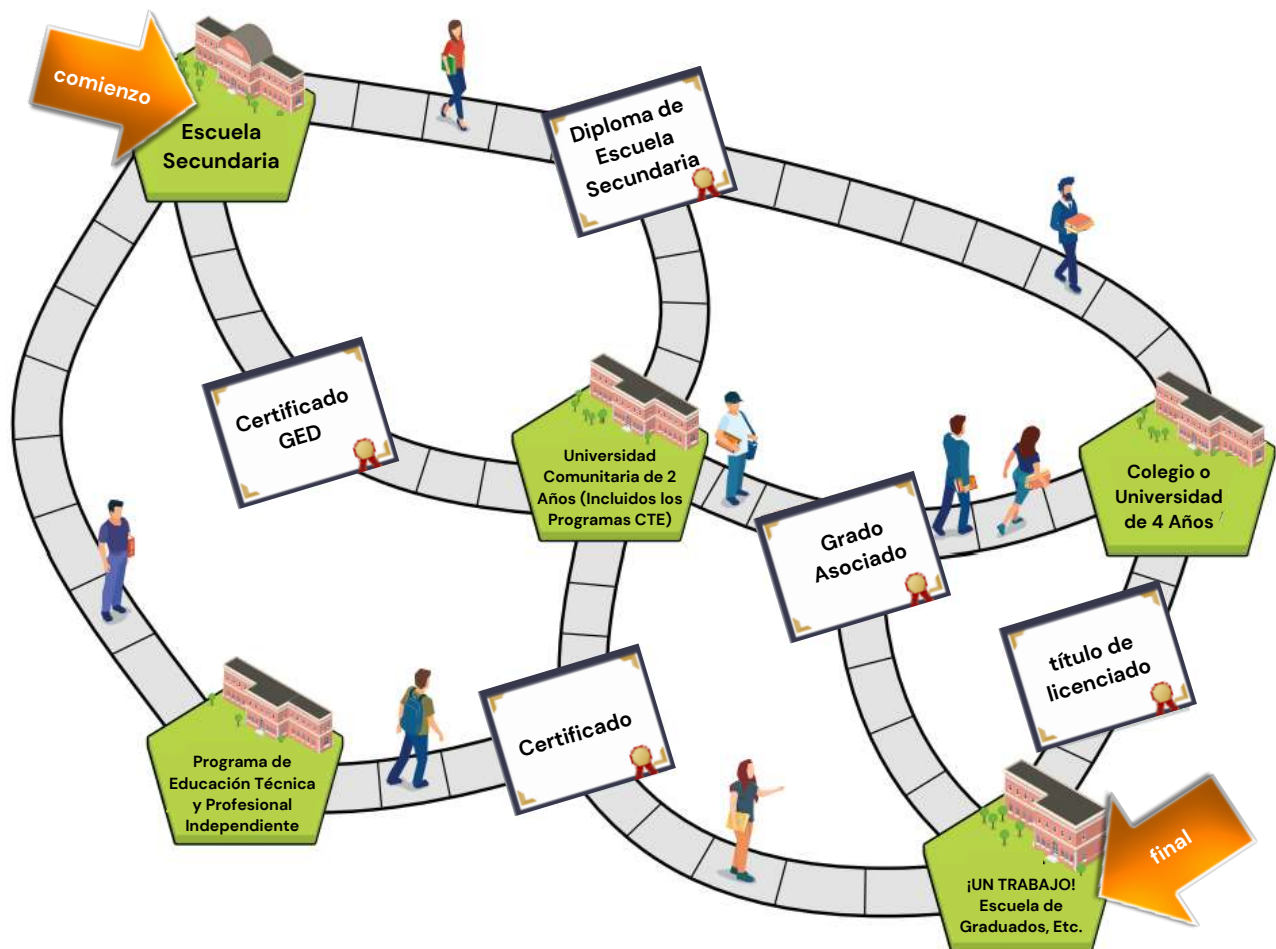 comienzo
Escuela
Secundaria
Diploma de
Escuela
Secundaria
Certificado
GED
Universidad
Comunitaria de 2
Años (Incluidos los
Programas CTE)
Grado
Asociado
Colegio o
Universidad
de 4 Años
título de
licenciado
Certificado
Programa de
Educación Técnica
y Profesional
Independiente
¡UN TRABAJO!
Escuela de
Graduados, Etc.
final